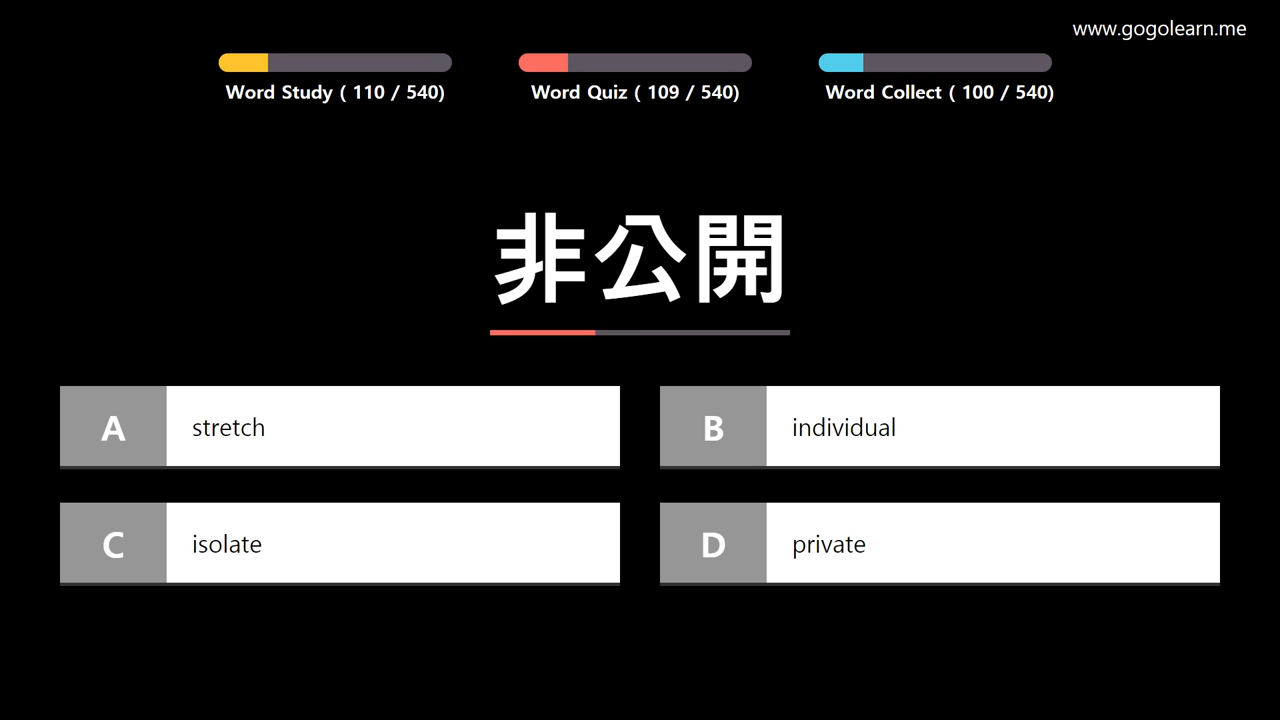 www.gogolearn.me
Word Study ( 110 / 540)
Word Quiz ( 109 / 540)
Word Collect ( 100 / 540)
非公開
A stretch
B individual
C isolate
D private